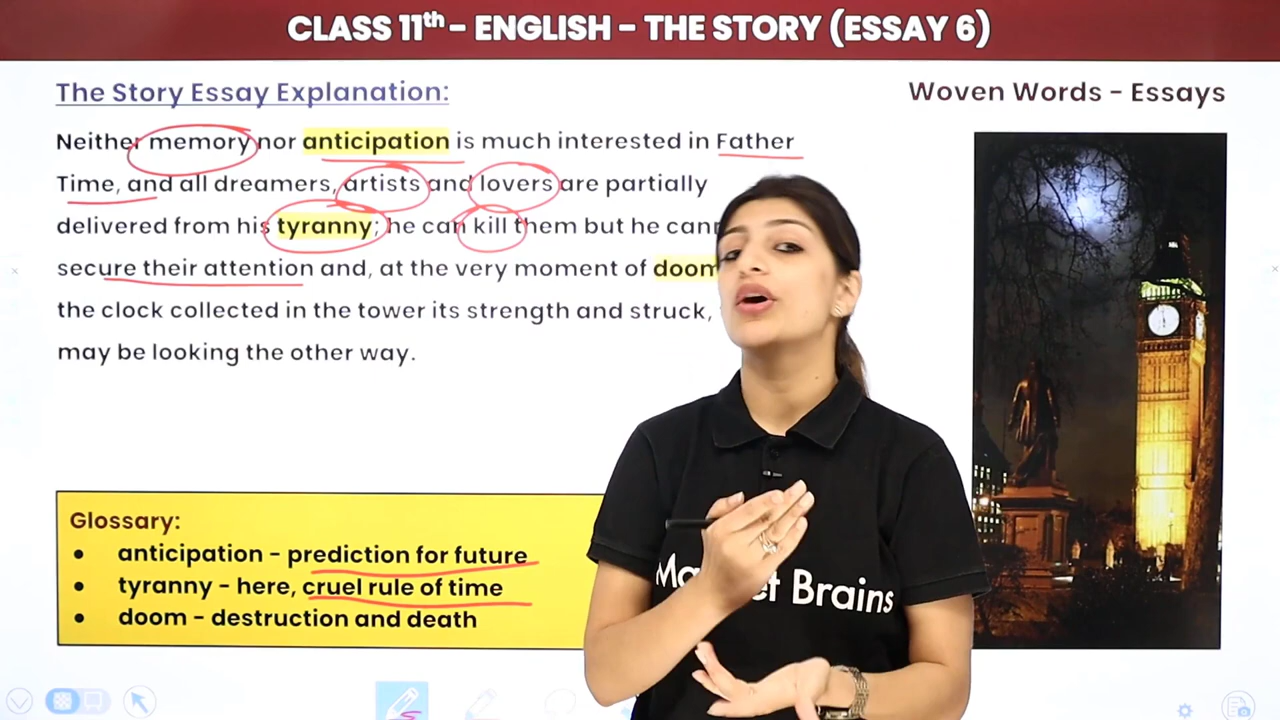 CLASS 11th – ENGLISH – THE STORY (ESSAY 6)
The Story Essay Explanation:
Woven Words – Essays
Neither memory nor anticipation is much interested in Father
Time, and all dreamers, artists and lovers are partially
delivered from his tyranny; he can kill them but he
secure their attention and, at the very moment of doom
the clock collected in the tower its strength and struck,
may be looking the other way.
Glossary:
• anticipation – prediction for future
• tyranny – here, cruel rule of time
• doom – destruction and death
Brains